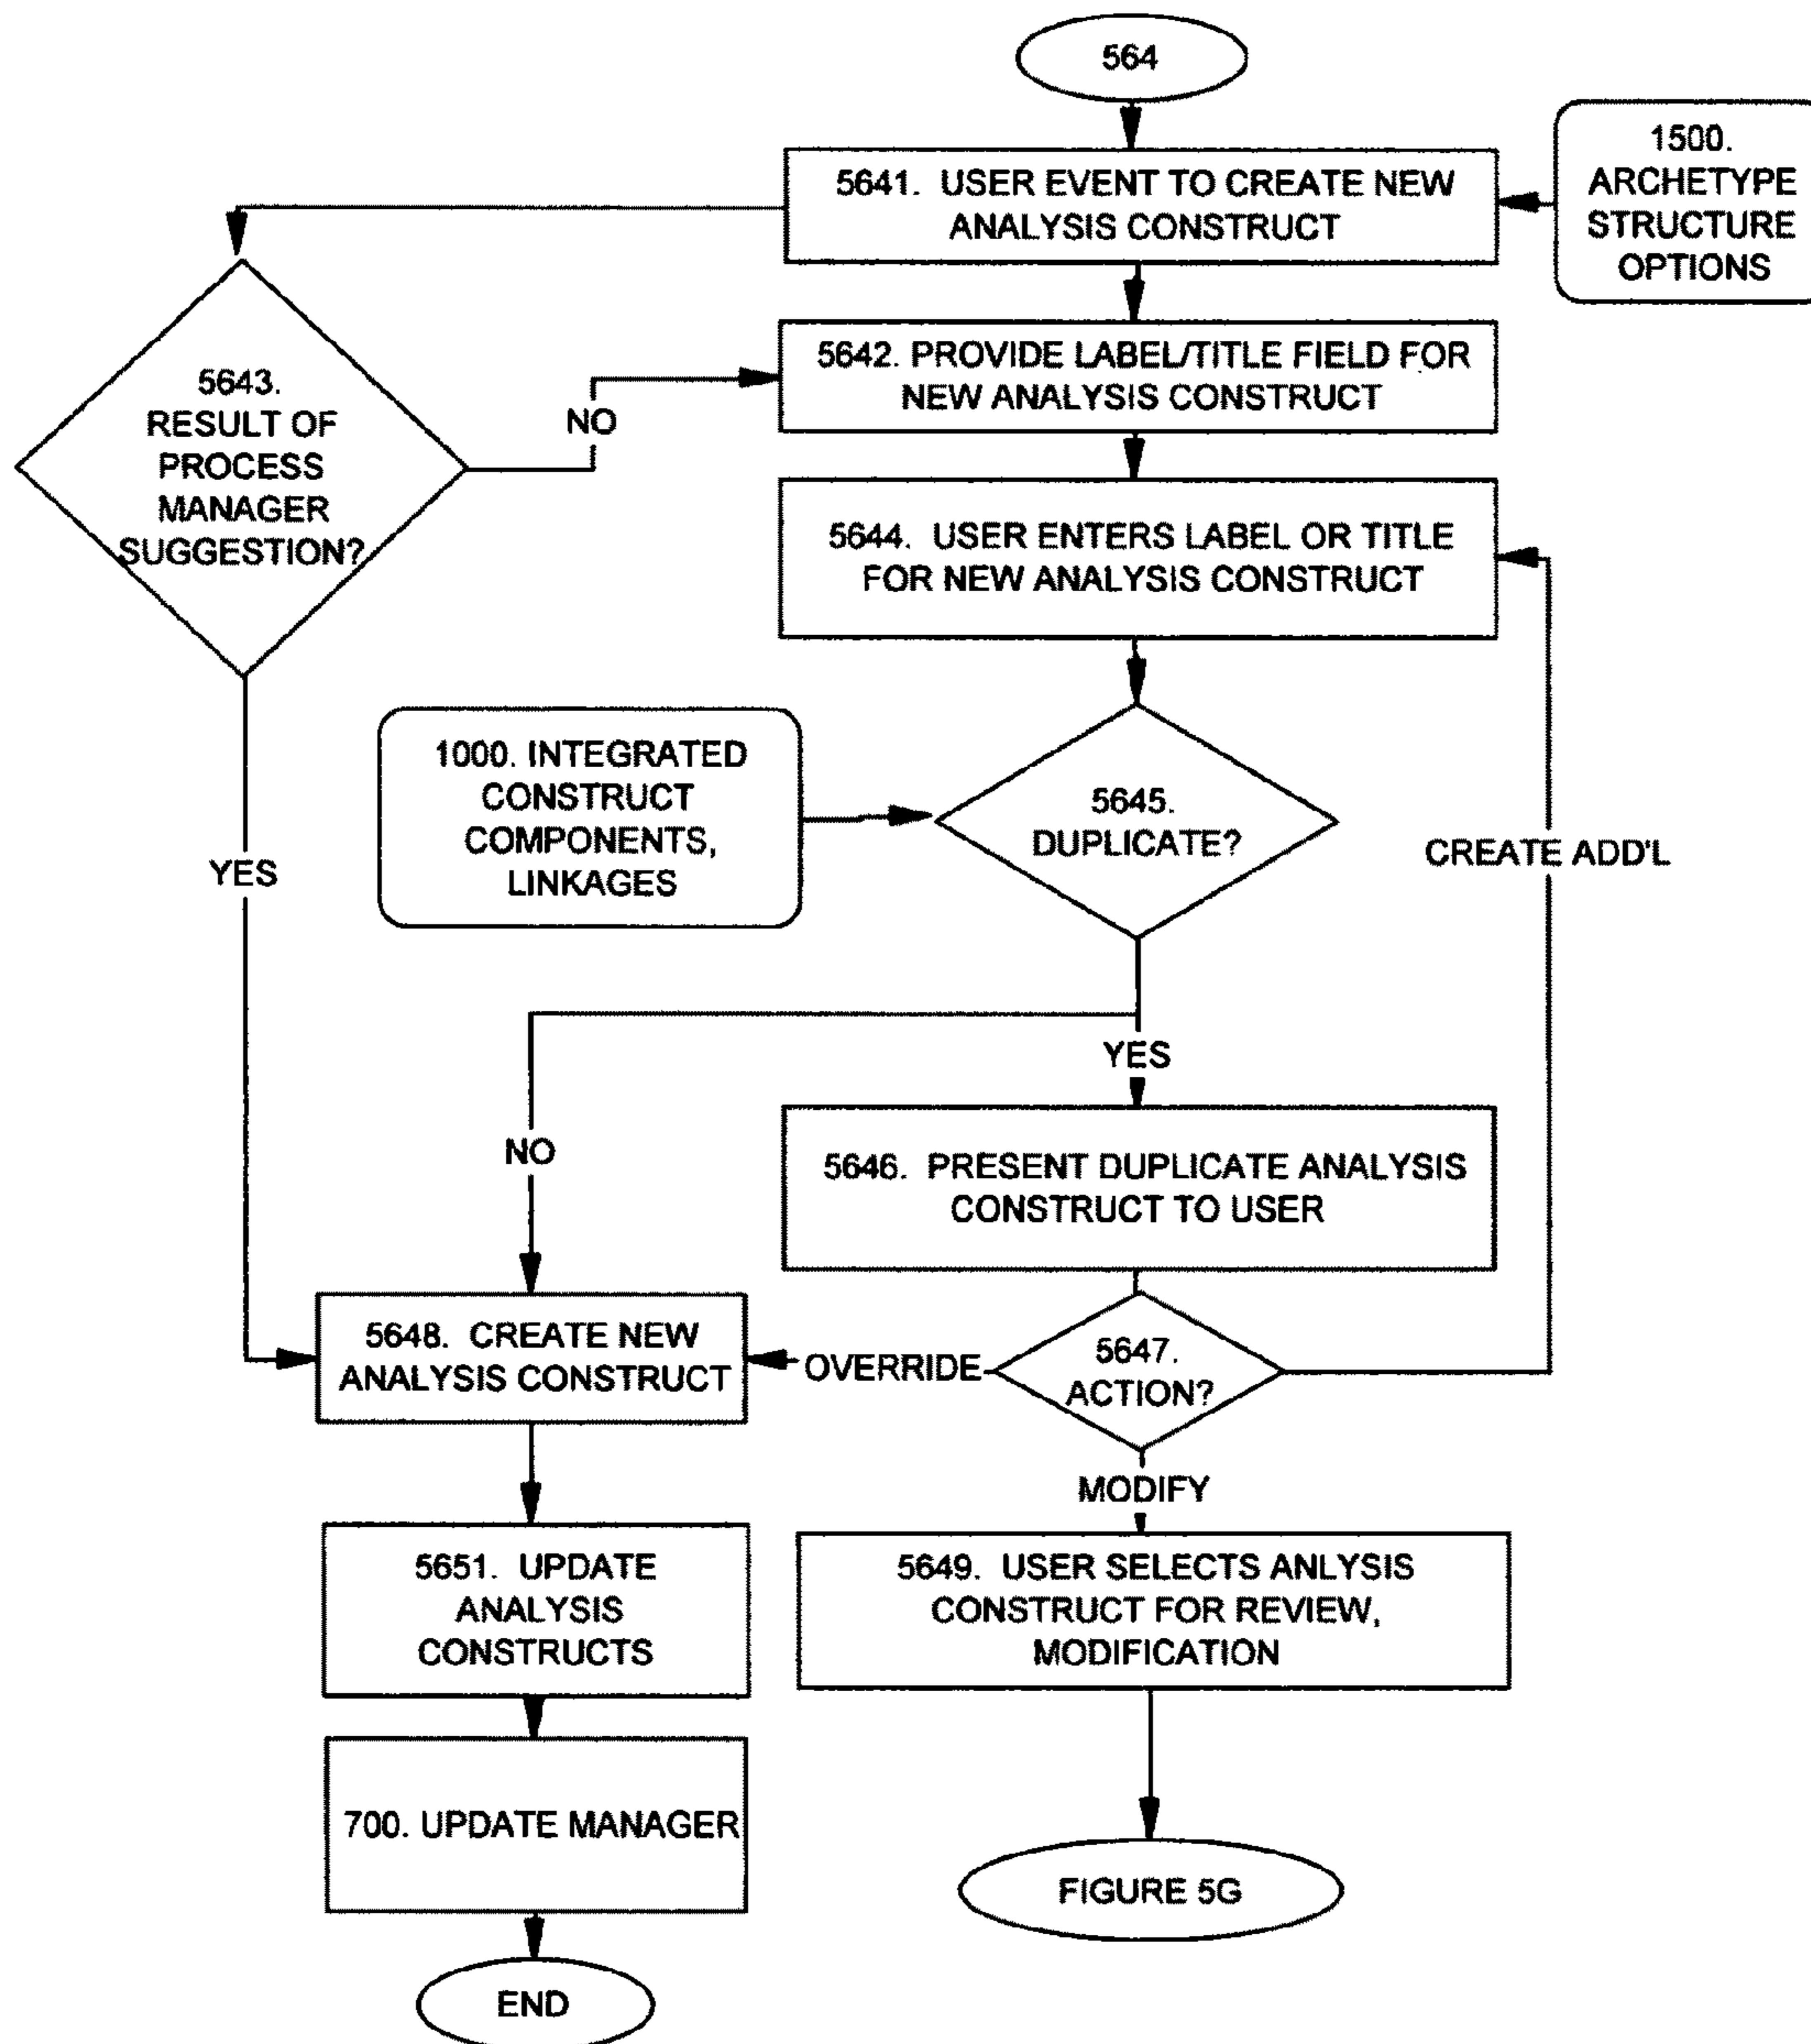 564
1500.
ARCHETYPE
STRUCTURE
OPTIONS
5641. USER EVENT TO CREATE NEW
ANALYSIS CONSTRUCT
5642. PROVIDE LABEL/TITLE FIELD FOR
NEW ANALYSIS CONSTRUCT
5643.
RESULT OF
PROCESS
MANAGER
SUGGESTION?
NO
5644. USER ENTERS LABEL OR TITLE
FOR NEW ANALYSIS CONSTRUCT
1000. INTEGRATED
CONSTRUCT
COMPONENTS,
LINKAGES
5645.
DUPLICATE?
CREATE ADD'L
YES
YES
NO
5646. PRESENT DUPLICATE ANALYSIS
CONSTRUCT TO USER
5648. CREATE NEW
ANALYSIS CONSTRUCT
OVERRIDE
5647.
ACTION?
MODIFY
5651. UPDATE
ANALYSIS
CONSTRUCTS
5649. USER SELECTS ANLYSIS
CONSTRUCT FOR REVIEW,
MODIFICATION
700. UPDATE MANAGER
FIGURE 5G
END